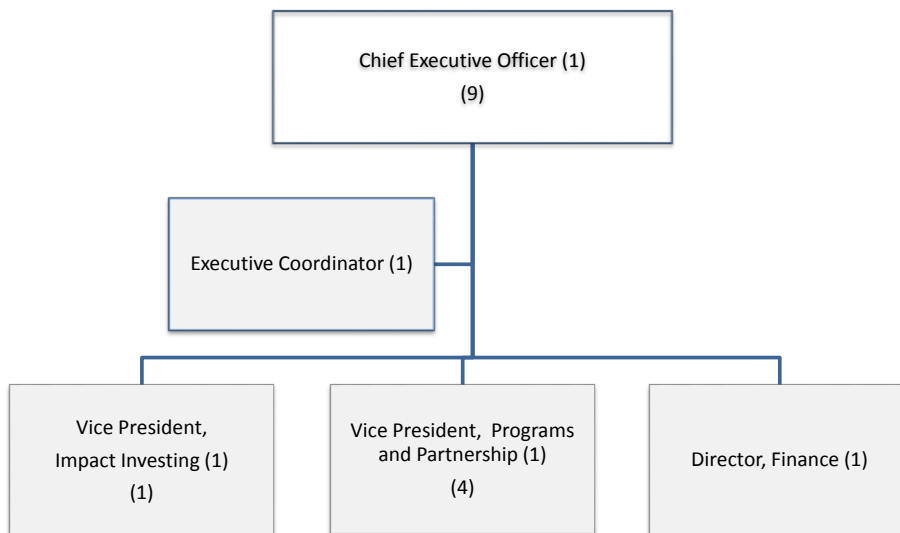 Chief Executive Officer (1)
(9)
Executive Coordinator (1)
Vice President,
Impact Investing (1)
(1)
Vice President,  Programs
and Partnership (1)
(4)
Director, Finance (1)